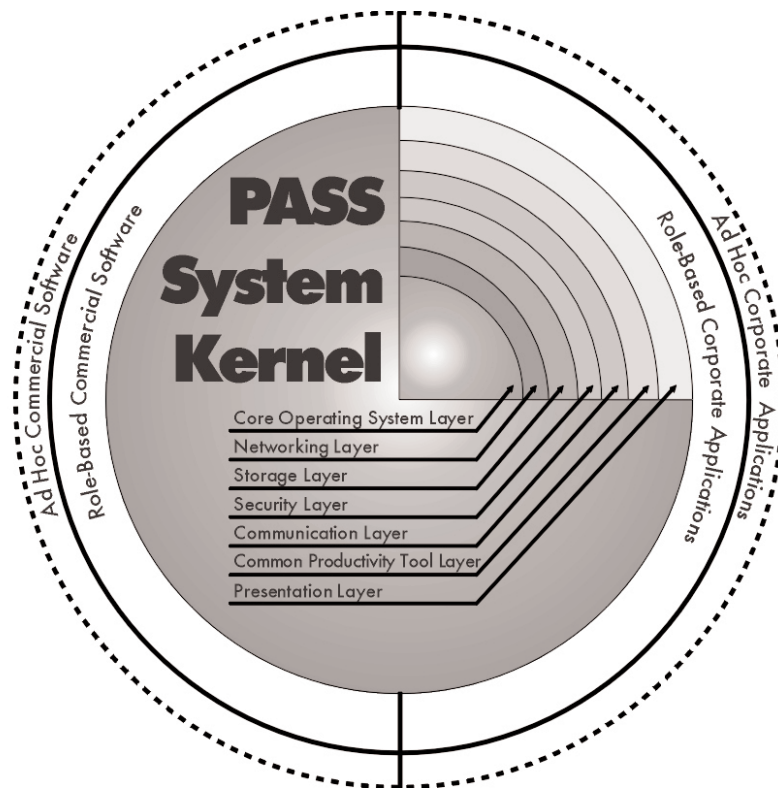 PASS
System
Kernel
Core Operating System Layer
Networking Layer
Storage Layer
Security Layer
Communication Layer
Common Productivity Tool Layer
Presentation Layer
Ad Hoc Commercial Software
Role-Based Commercial Software
Role-Based Corporate Applications
Ad Hoc Corporate Applications